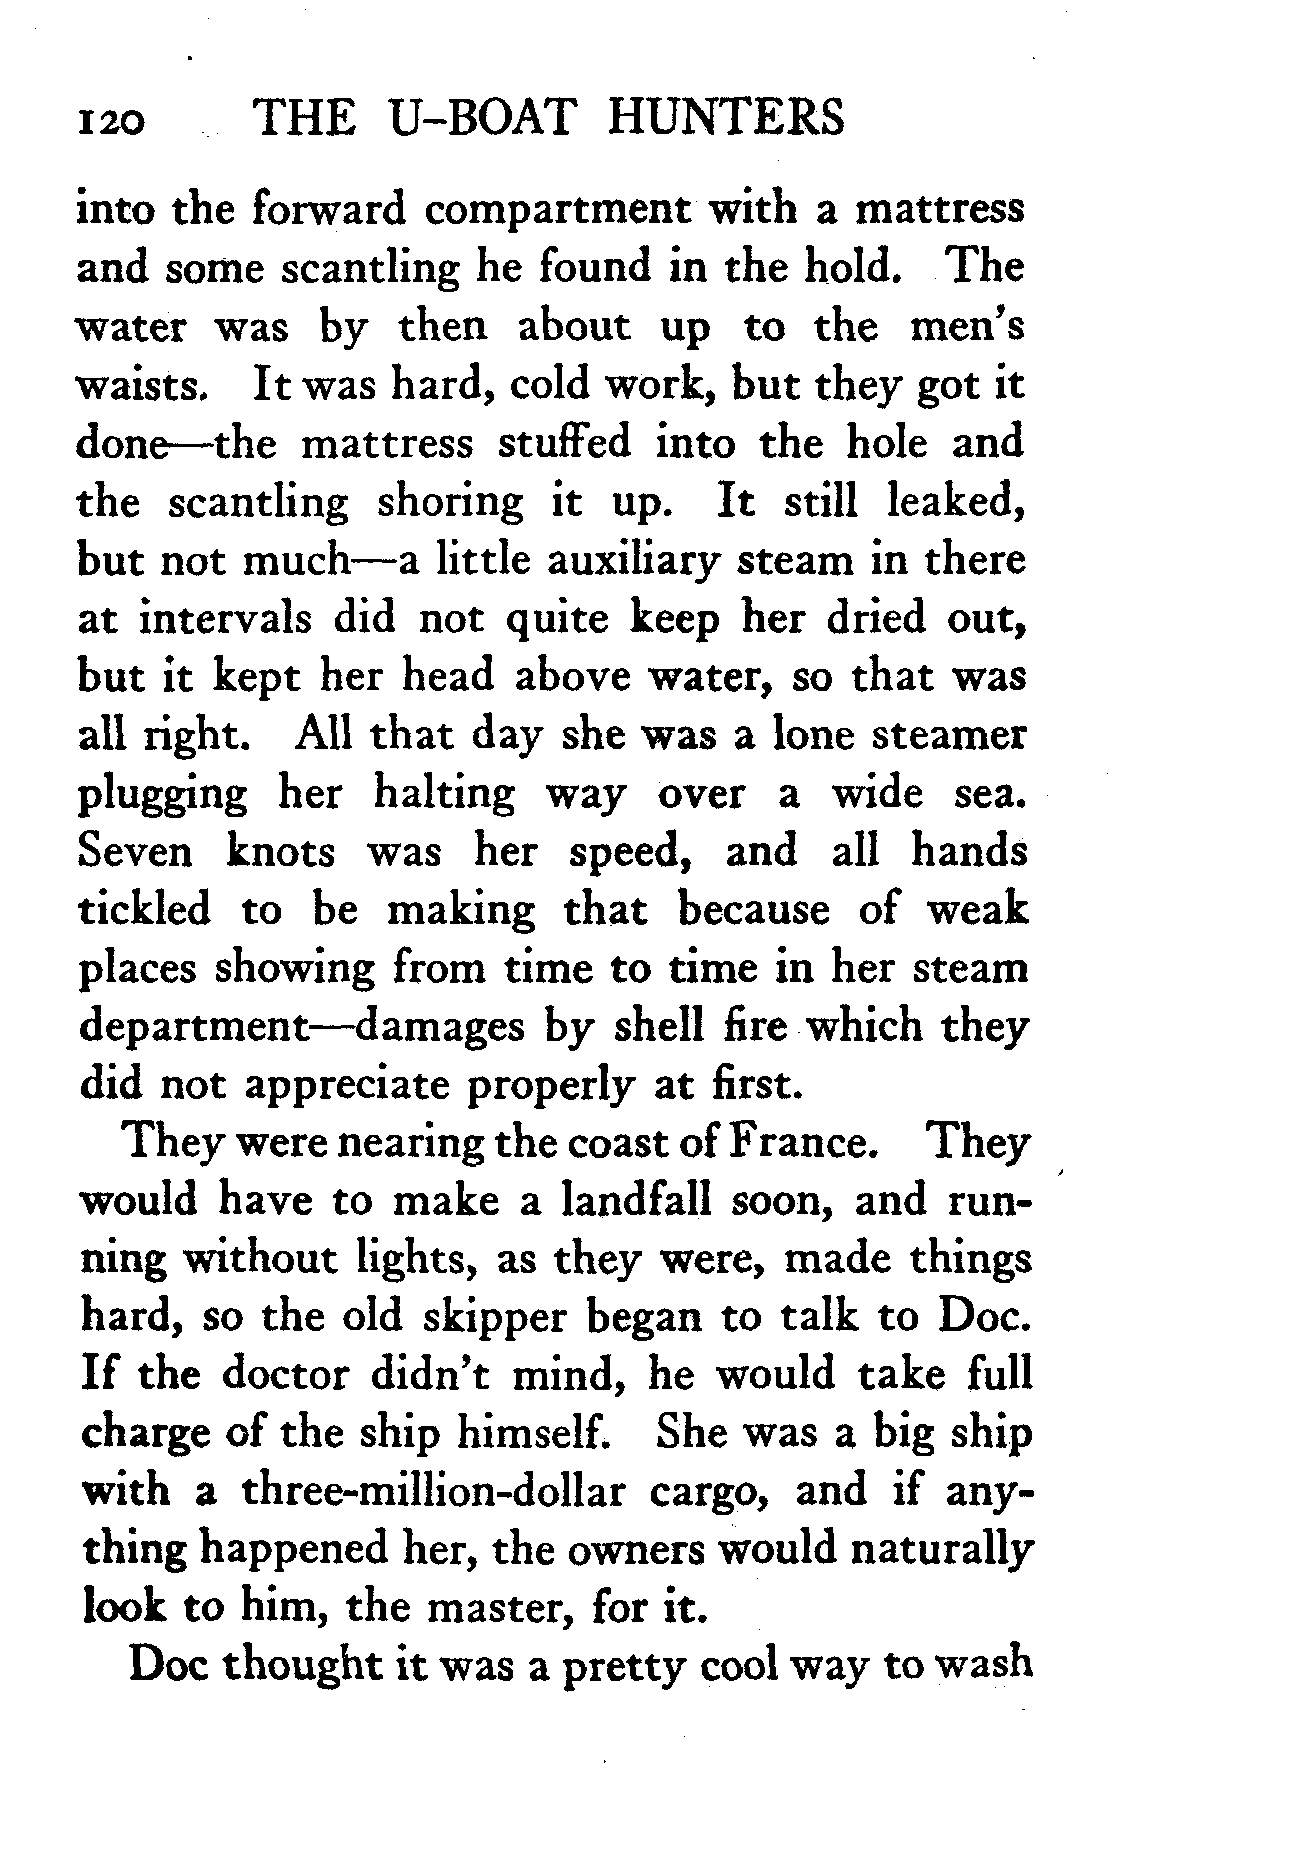 120 THE U-BOAT HUNTERS
into the forward compartment with a mattress
and some scantling he found in the hold. The
water was by then about up to the men's
waists. It was hard, cold work, but they got it
done—the mattress stuffed into the hole and
the scantling shoring it up. It still leaked,
but not much—a little auxiliary steam in there
at intervals did not quite keep her dried out,
but it kept her head above water, so that was
all right. All that day she was a lone steamer
plugging her halting way over a wide sea.
Seven knots was her speed, and all hands
tickled to be making that because of weak
places showing from time to time in her steam
department—damages by shell fire which they
did not appreciate properly at first.
They were nearing the coast of France. They
would have to make a landfall soon, and run-
ning without lights, as they were, made things
hard, so the old skipper began to talk to Doc.
If the doctor didn't mind, he would take full
charge of the ship himself. She was a big ship
with a three-million-dollar cargo, and if any-
thing happened her, the owners would naturally
look to him, the master, for it.
Doc thought it was a pretty cool way to wash